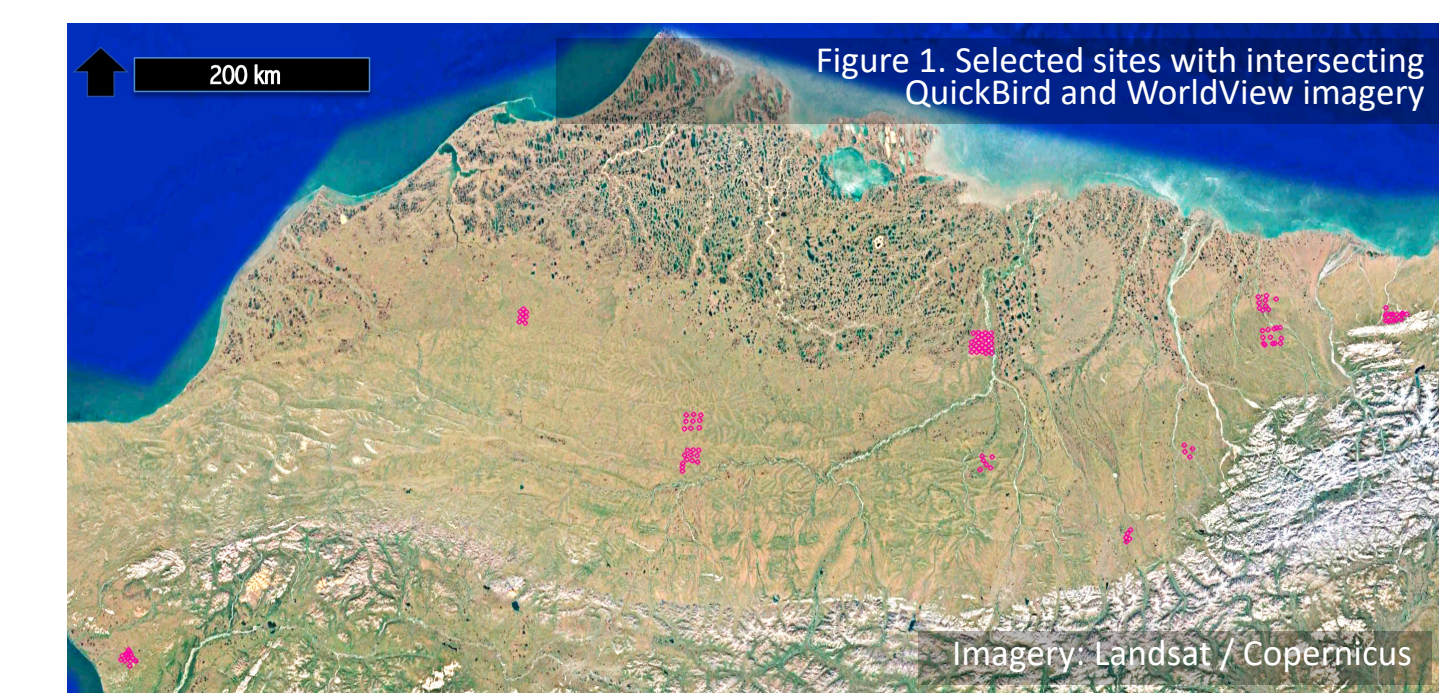 200 km
Figure 1. Selected sites with intersecting
QuickBird and WorldView imagery
Imagery: Landsat / Copernicus